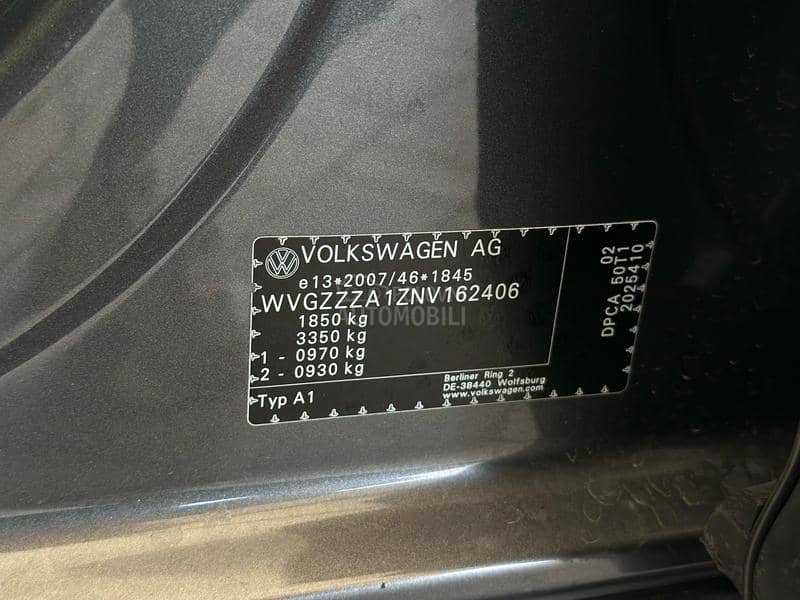 VOLKSWAGEN AG
e13*2007/46*1845
WVGZZZA1ZNV162406
AUTOMOBILI
1850 kg
3350 kg
1 - 0970 kg
2 - 0930 kg
Typ A1
Berliner Ring 2
DE-38440 Wolfsburg
www.volkswagen.com
02
DPCA 50T1
2025410